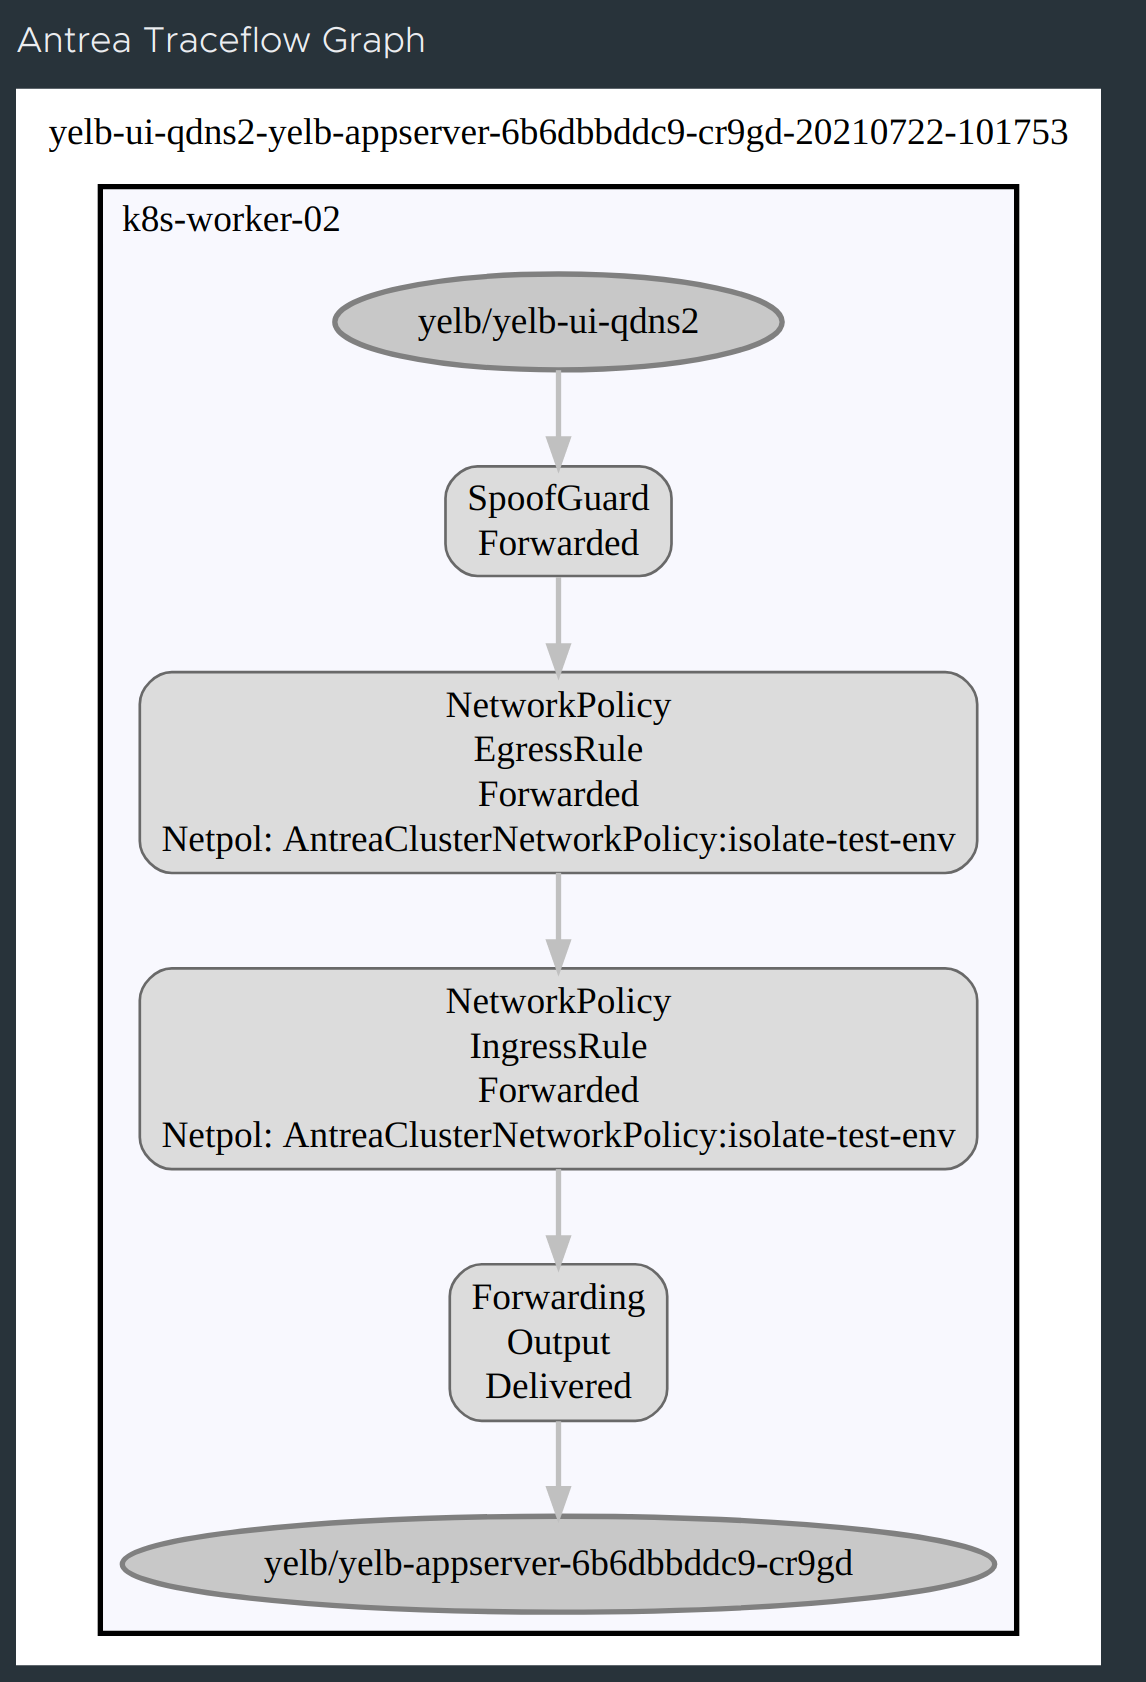 Antrea Traceflow Graph
yelb-ui-qdns2-yelb-appserver-6b6dbbddc9-cr9gd-20210722-101753
k8s-worker-02
yelb/yelb-ui-qdns2
SpoofGuard
Forwarded
NetworkPolicy
EgressRule
Forwarded
Netpol: AntreaClusterNetworkPolicy:isolate-test-env
NetworkPolicy
IngressRule
Forwarded
Netpol: AntreaClusterNetworkPolicy:isolate-test-env
Forwarding
Output
Delivered
yelb/yelb-appserver-6b6dbbddc9-cr9gd